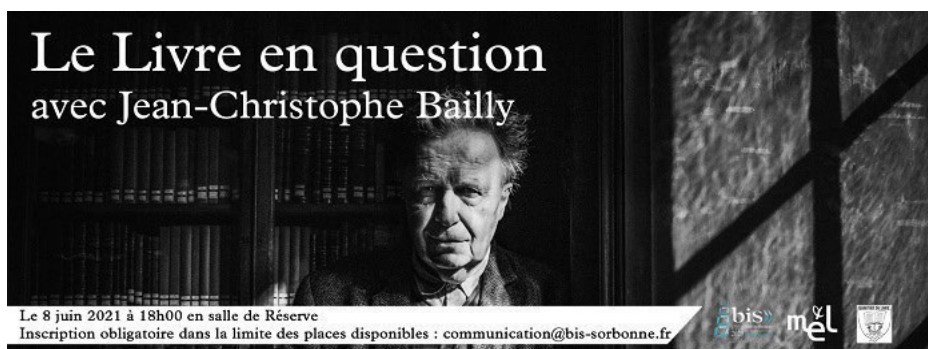 Le Livre en question
avec Jean-Christophe Bailly
Le 8 juin 2021 à 18h00 en salle de Réserve
Inscription obligatoire dans la limite des places disponibles : communication@bis-sorbonne.fr
bis
mel